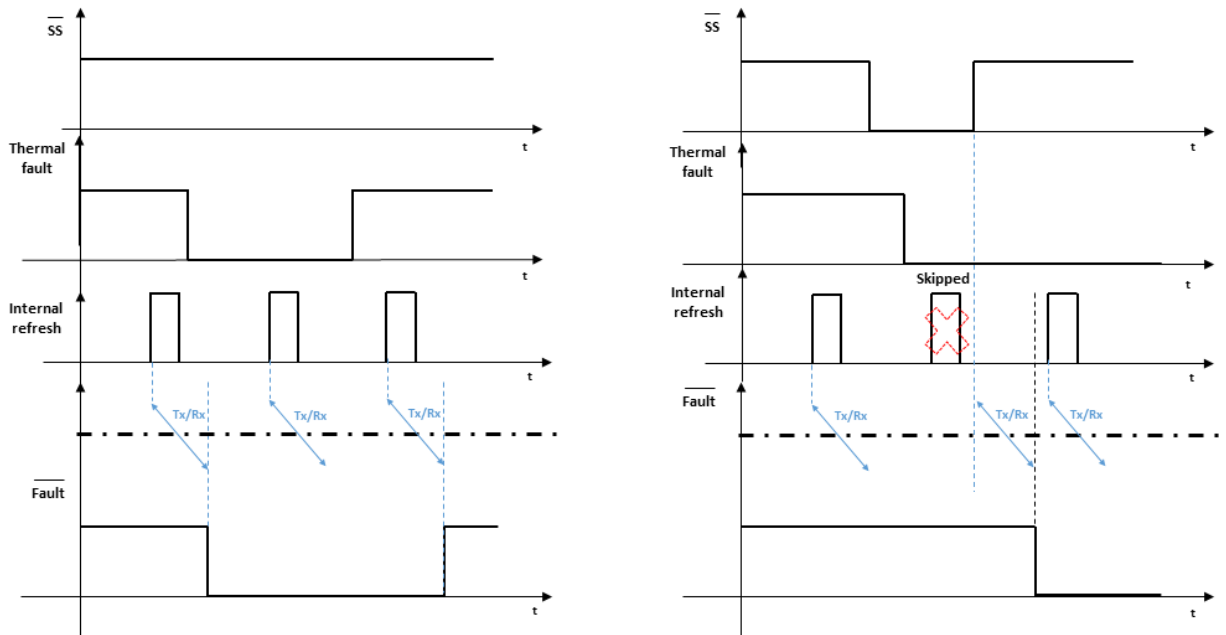 SS
t
Thermal
fault
t
Internal
refresh
t
Tx/Rx
Tx/Rx
Tx/Rx
Fault
t
SS
t
Thermal
fault
t
Skipped
Internal
refresh
t
Fault
Tx/Rx
Tx/Rx
Tx/Rx
t